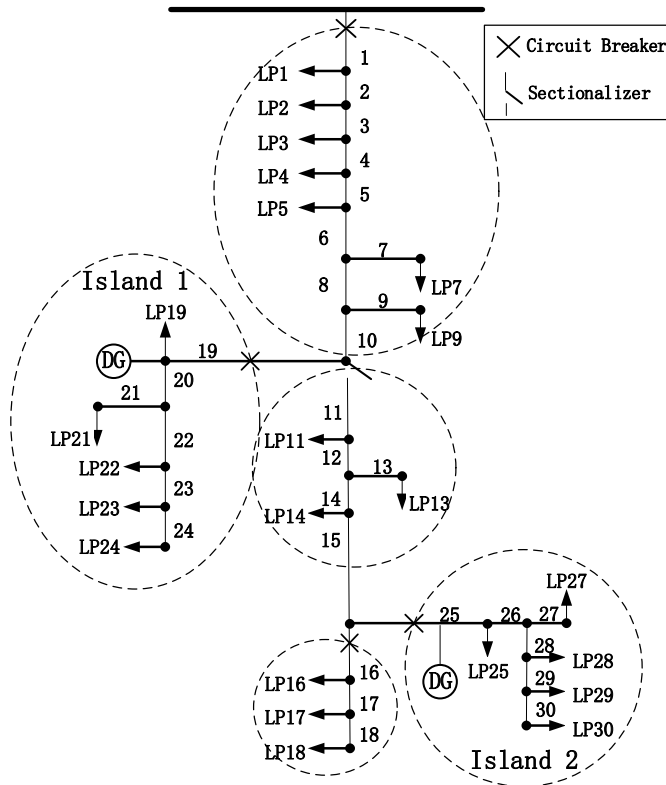 Circuit Breaker
Sectionalizer
1
LP1
2
LP2
3
LP3
4
LP4
5
LP5
6
7
LP7
8
9
LP9
10
Island 1
LP19
DG
19
20
21
LP21
22
LP22
23
LP23
24
LP24
11
LP11
12
13
LP13
14
LP14
15
LP27
25
26
27
LP25
DG
28
LP28
29
LP29
30
LP30
Island 2
16
LP16
17
LP17
18
LP18